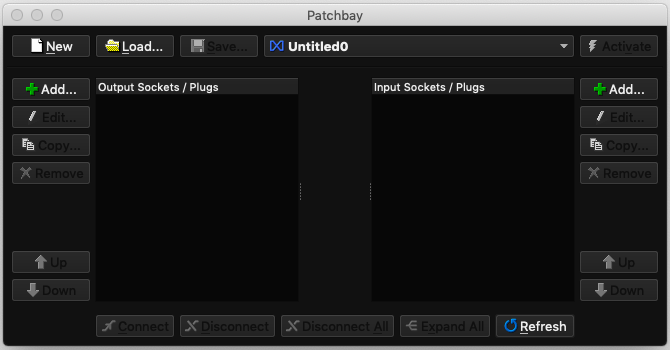 Patchbay
New Load... Save... Untitled0 Activate
Add... Output Sockets / Plugs Input Sockets / Plugs Add...
Edit... Edit...
Copy... Copy...
Remove Remove
Up Up
Down Down
Connect Disconnect Disconnect All Expand All Refresh